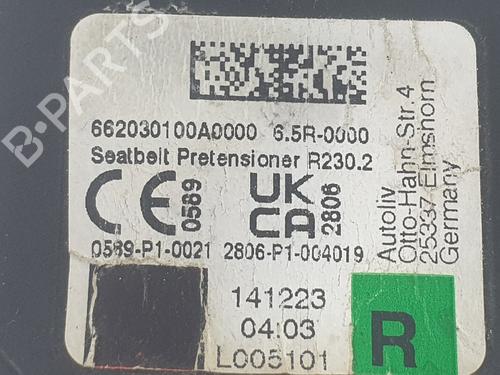 B-PARTS
662030100A0000 6.5R-0000
Seatbelt Pretensioner R230.2
CE 0589
UK CA 2806
0589-P1-0021 2806-P1-004019
Autoliv
Otto-Hahn-Str.4
25337 Elmshorn
Germany
141223
04:03
L005101
R